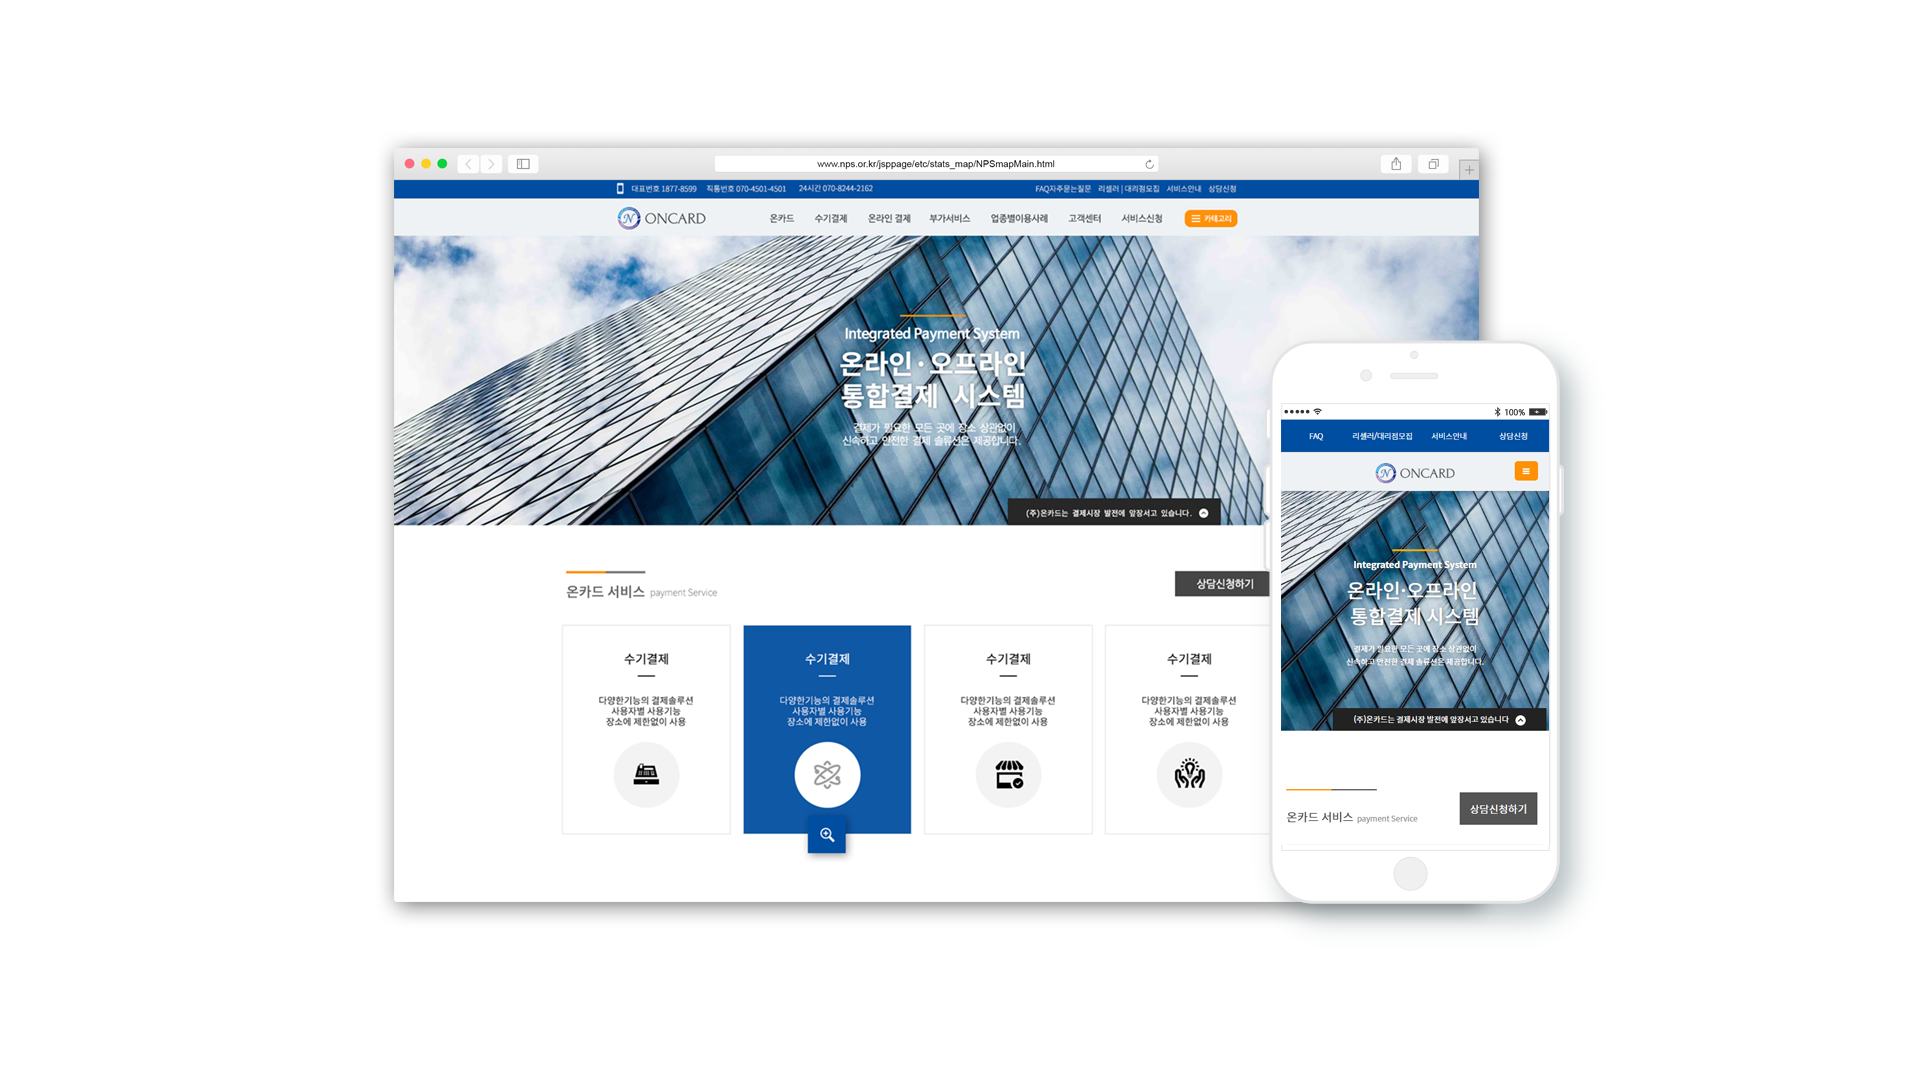 www.nps.or.kr/jsppage/etc/stats_map/NPSmapMain.html
대표번호 1877-8599 직통번호 070-4501-4501 24시간 070-8244-2162 FAQ자주묻는질문 리셀러 | 대리점모집 서비스안내 상담신청
N ONCARD 온카드 수기결제 온라인 결제 부가서비스 업종별이용사례 고객센터 서비스신청 카테고리
Integrated Payment System
온라인·오프라인
통합결제 시스템
결제가 필요한 모든 곳에 장소 상관없이
신속하고 안전한 결제 솔류션은 제공합니다.
(주)온카드는 결제시장 발전에 앞장서고 있습니다.
온카드 서비스 payment Service
상담신청하기
수기결제
다양한기능의 결제솔루션
사용자별 사용기능
장소에 제한없이 사용
수기결제
다양한기능의 결제솔루션
사용자별 사용기능
장소에 제한없이 사용
수기결제
다양한기능의 결제솔루션
사용자별 사용기능
장소에 제한없이 사용
수기결제
다양한기능의 결제솔루션
사용자별 사용기능
장소에 제한없이 사용
100%
FAQ 리셀러/대리점모집 서비스안내 상담신청
N ONCARD
Integrated Payment System
온라인·오프라인
통합결제 시스템
결제가 필요한 모든 곳에 장소 상관없이
신속하고 안전한 결제 솔류션은 제공합니다.
(주)온카드는 결제시장 발전에 앞장서고 있습니다
온카드 서비스 payment Service
상담신청하기